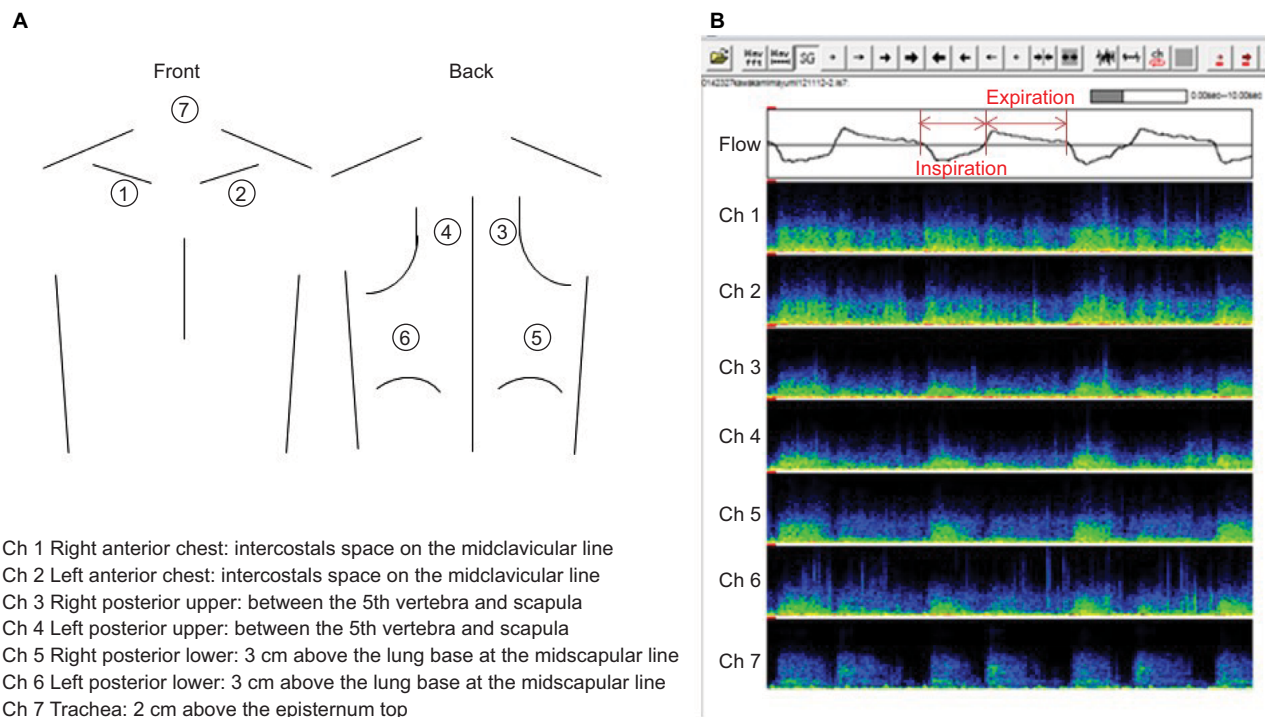 A
Front
Back
7
1
2
4
3
6
5
Ch 1 Right anterior chest: intercostals space on the midclavicular line
Ch 2 Left anterior chest: intercostals space on the midclavicular line
Ch 3 Right posterior upper: between the 5th vertebra and scapula
Ch 4 Left posterior upper: between the 5th vertebra and scapula
Ch 5 Right posterior lower: 3 cm above the lung base at the midscapular line
Ch 6 Left posterior lower: 3 cm above the lung base at the midscapular line
Ch 7 Trachea: 2 cm above the episternum top
B
SG
ch
0.00sec--10.00sec
Expiration
Flow
Inspiration
Ch 1
Ch 2
Ch 3
Ch 4
Ch 5
Ch 6
Ch 7